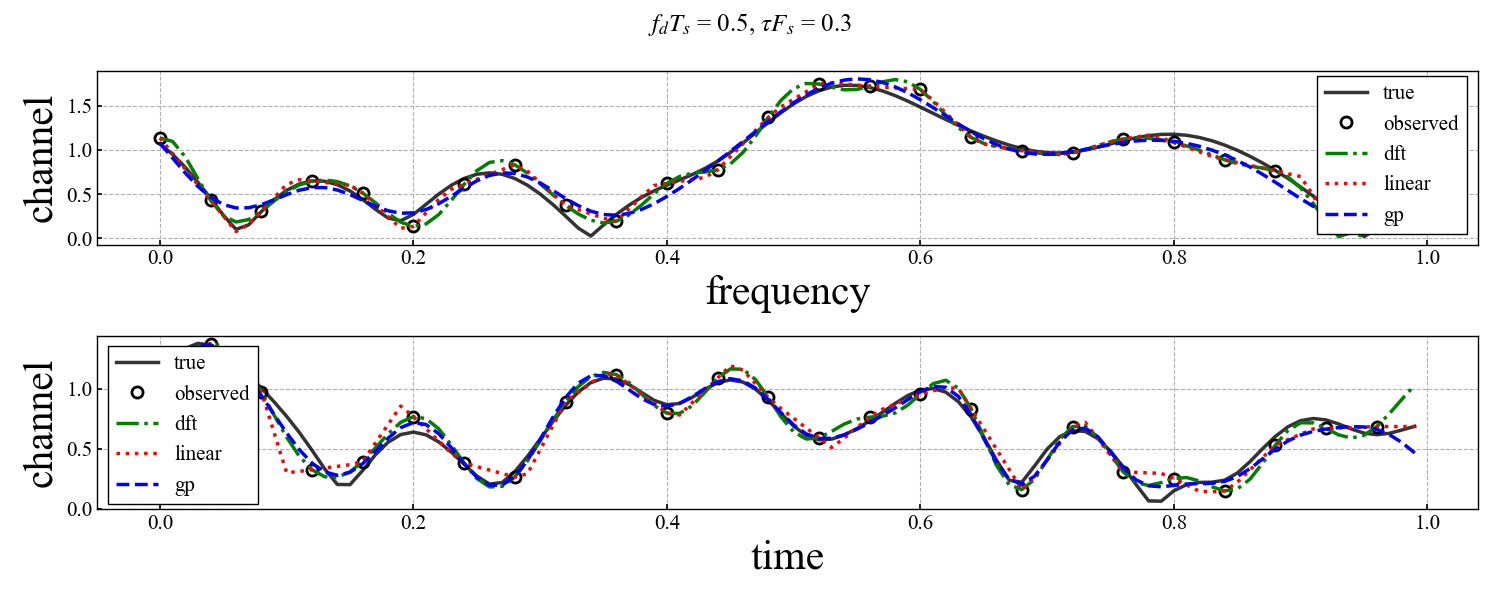 f_d T_s = 0.5, τF_s = 0.3
channel
1.5
1.0
0.5
0.0
true
observed
dft
linear
gp
0.0 0.2 0.4 0.6 0.8 1.0
frequency
channel
1.0
0.5
0.0
true
observed
dft
linear
gp
0.0 0.2 0.4 0.6 0.8 1.0
time